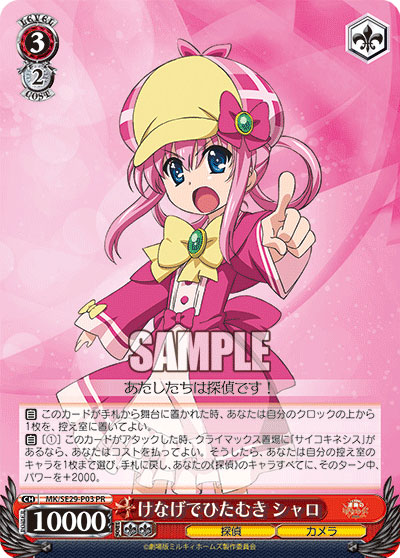 LEVEL
3
2
COST
SAMPLE
あたしたちは探偵です！
自 このカードが手札から舞台に置かれた時、あなたは自分のクロックの上から
1枚を、控え室に置いてよい。
自 [①] このカードがアタックした時、クライマックス置場に「サイコキネシス」が
あるなら、あなたはコストを払ってよい。そうしたら、あなたは自分の控え室の
キャラを1枚まで選び、手札に戻し、あなたの《探偵》のキャラすべてに、そのターン中、
パワーを＋2000。
CH MK/SE29-P03 PR
POWER
10000
けなげでひたむき シャロ
探偵
カメラ
©劇場版ミルキィホームズ製作委員会